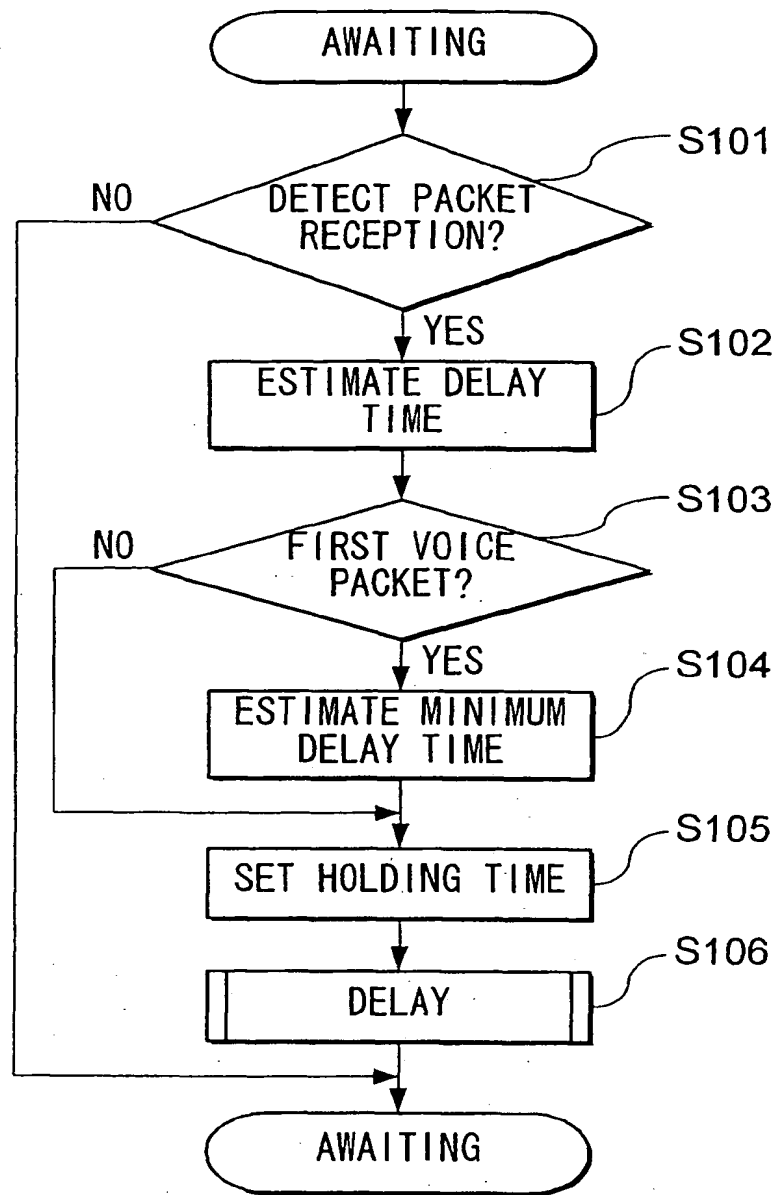 AWAITING
S101
NO
DETECT PACKET
RECEPTION?
YES
S102
ESTIMATE DELAY
TIME
S103
NO
FIRST VOICE
PACKET?
YES
S104
ESTIMATE MINIMUM
DELAY TIME
S105
SET HOLDING TIME
S106
DELAY
AWAITING